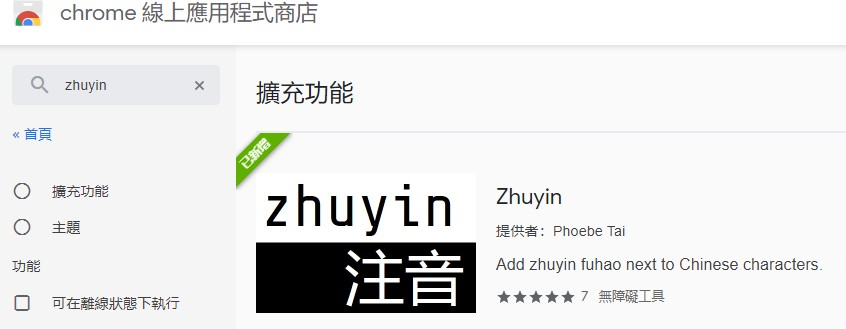 chrome 線上應用程式商店
zhuyin ×
« 首頁
擴充功能
主題
功能
可在離線狀態下執行
擴充功能
已新增
zhuyin
注音
Zhuyin
提供者：Phoebe Tai
Add zhuyin fuhao next to Chinese characters.
★★★★★ 7 無障礙工具